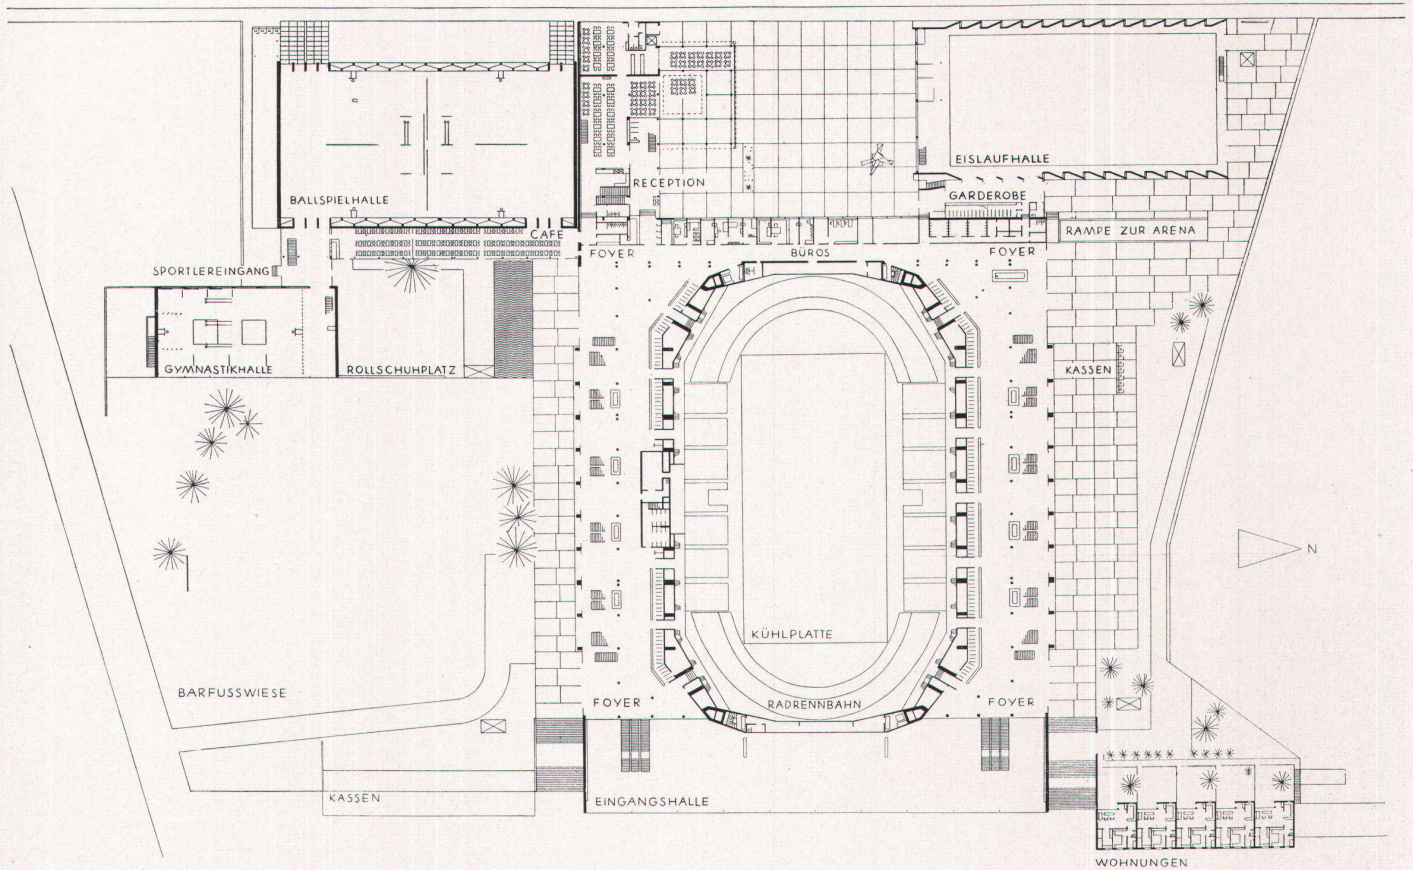 EISLAUFHALLE
RECEPTION
GARDEROBE
BALLSPIELHALLE
CAFE
RAMPE ZUR ARENA
FOYER
BÜROS
FOYER
SPORTLEREINGANG
GYMNASTIKHALLE
ROLLSCHUHPLATZ
KASSEN
N
KÜHLPLATTE
BARFUSSWIESE
FOYER
RADRENNBAHN
FOYER
KASSEN
EINGANGSHALLE
WOHNUNGEN